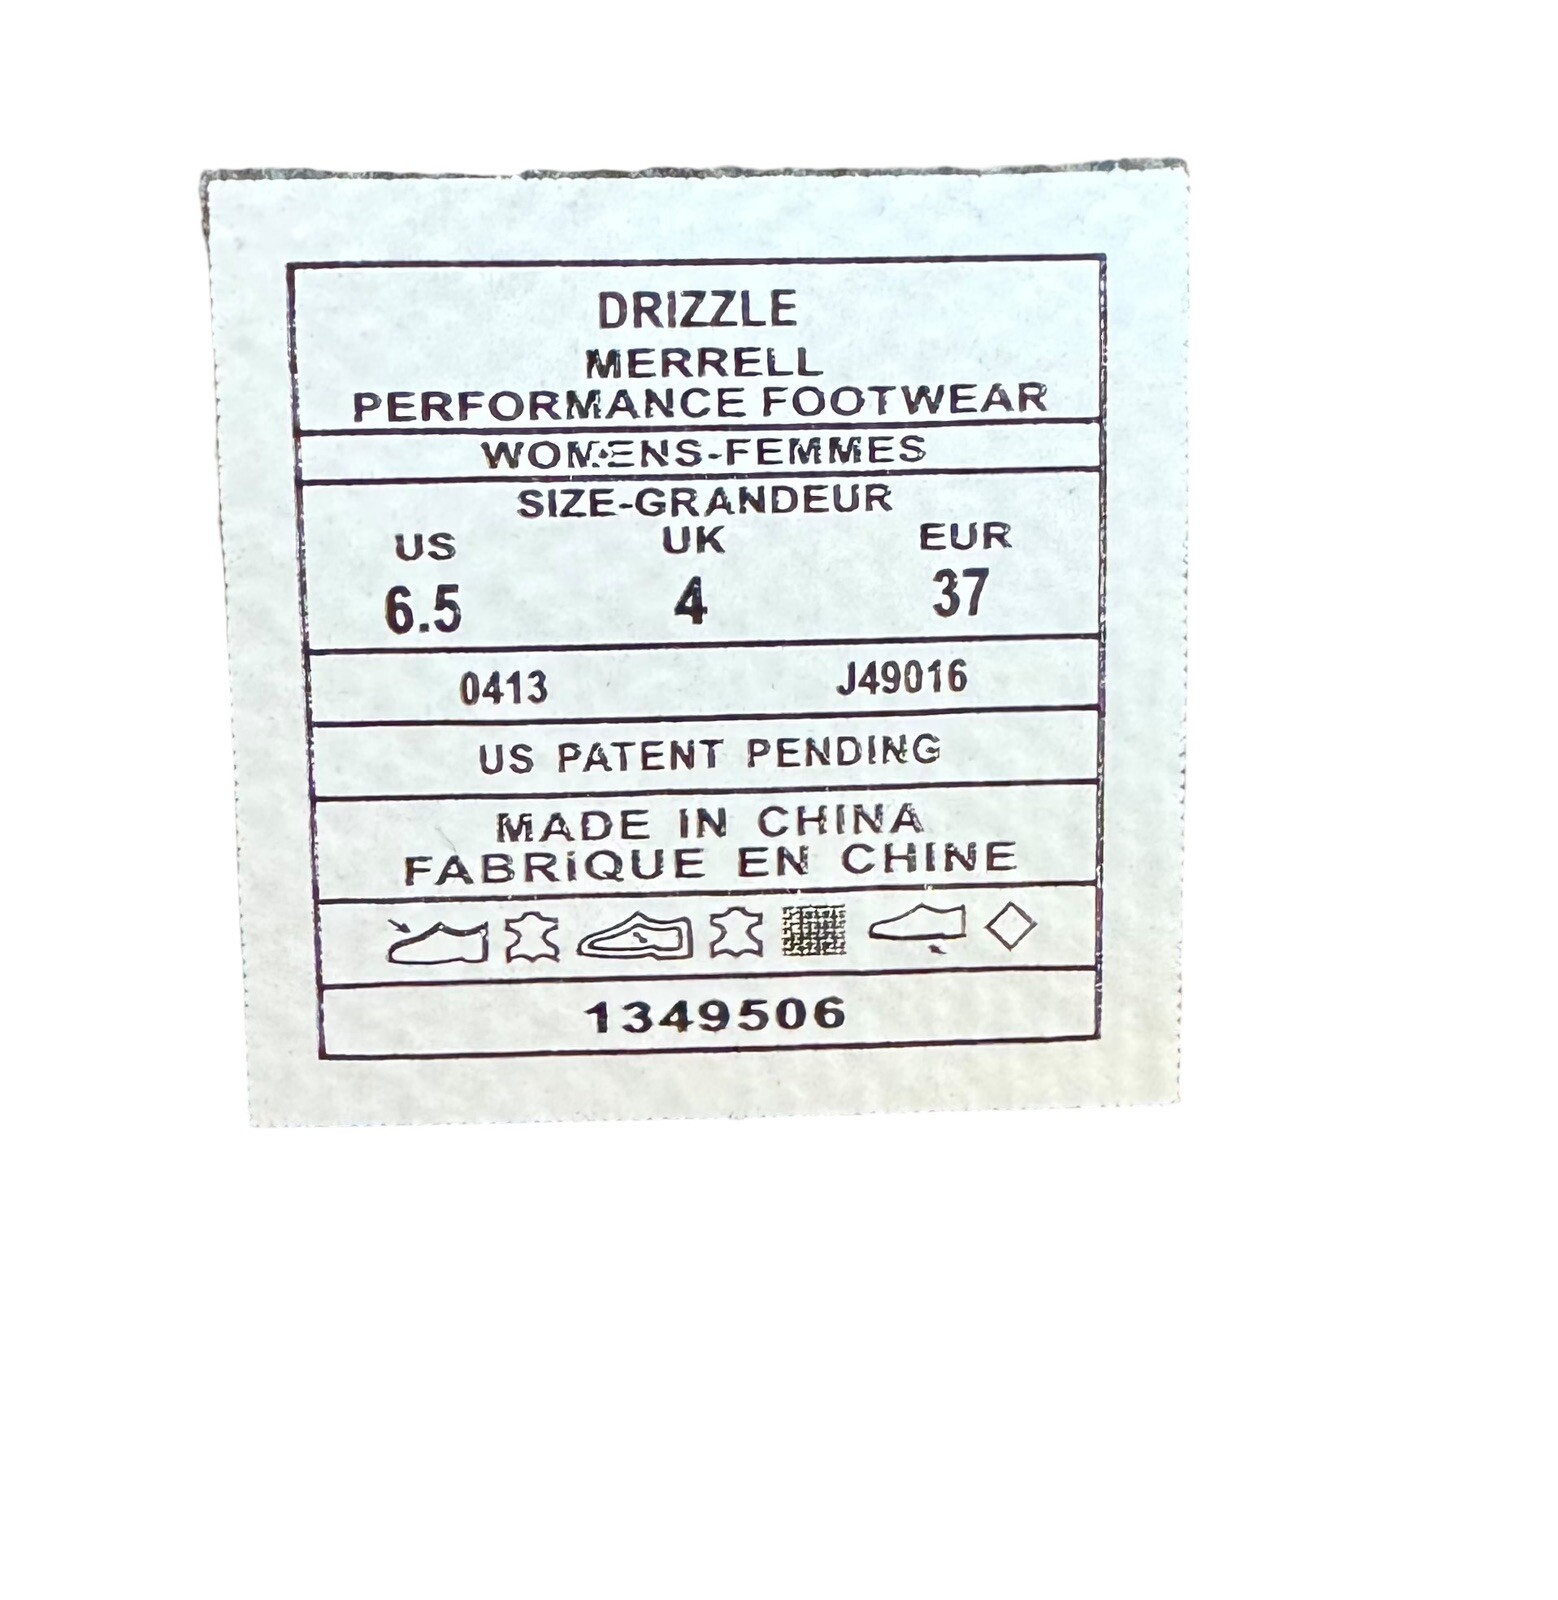 DRIZZLE
MERRELL
PERFORMANCE FOOTWEAR
WOMENS-FEMMES
SIZE-GRANDEUR
US UK EUR
6.5 4 37
0413 J49016
US PATENT PENDING
MADE IN CHINA
FABRiQUE EN CHINE
1349506